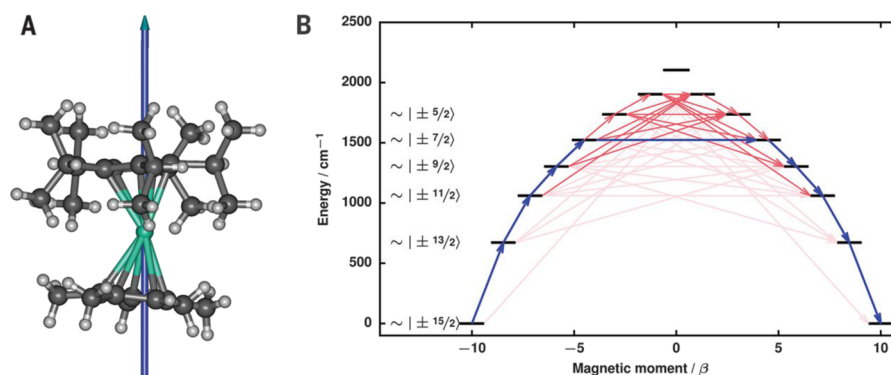 A
B
2500
2000
1500
1000
500
0
Energy / cm⁻¹
~ | ± 5/2⟩
~ | ± 7/2⟩
~ | ± 9/2⟩
~ | ± 11/2⟩
~ | ± 13/2⟩
~ | ± 15/2⟩
−10 −5 0 5 10
Magnetic moment / β